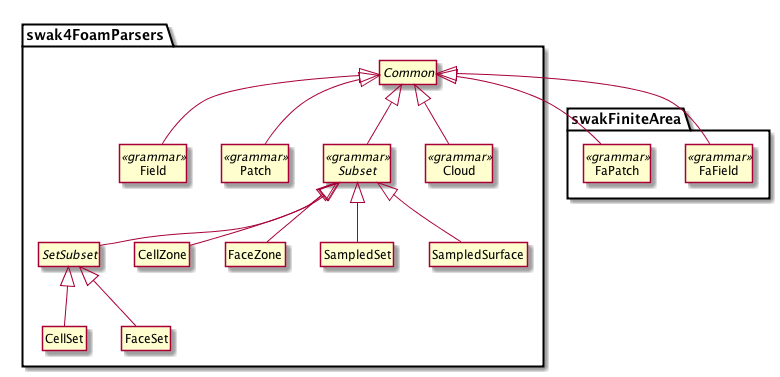 swak4FoamParsers
Common
swakFiniteArea
«grammar»
Field
«grammar»
Patch
«grammar»
Subset
«grammar»
Cloud
«grammar»
FaPatch
«grammar»
FaField
SetSubset
CellZone
FaceZone
SampledSet
SampledSurface
CellSet
FaceSet